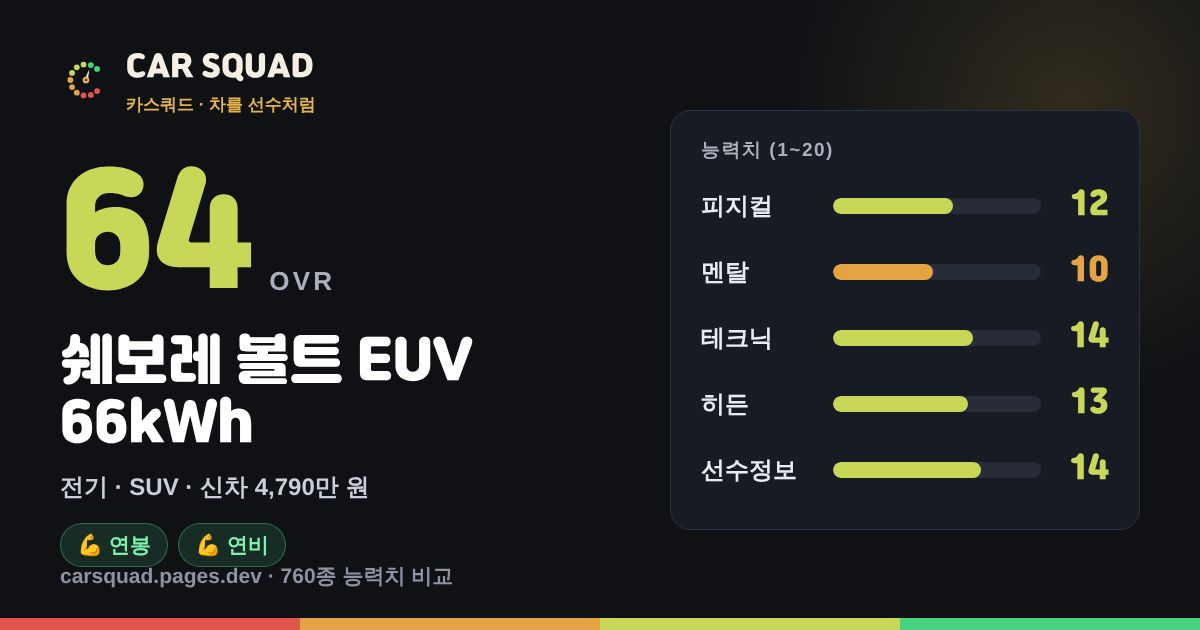 CAR SQUAD
카스쿼드 · 차를 선수처럼
64 OVR
쉐보레 볼트 EUV
66kWh
전기 · SUV · 신차 4,790만 원
💪 연봉 💪 연비
carsquad.pages.dev · 760종 능력치 비교
능력치 (1~20)
피지컬 12
멘탈 10
테크닉 14
히든 13
선수정보 14